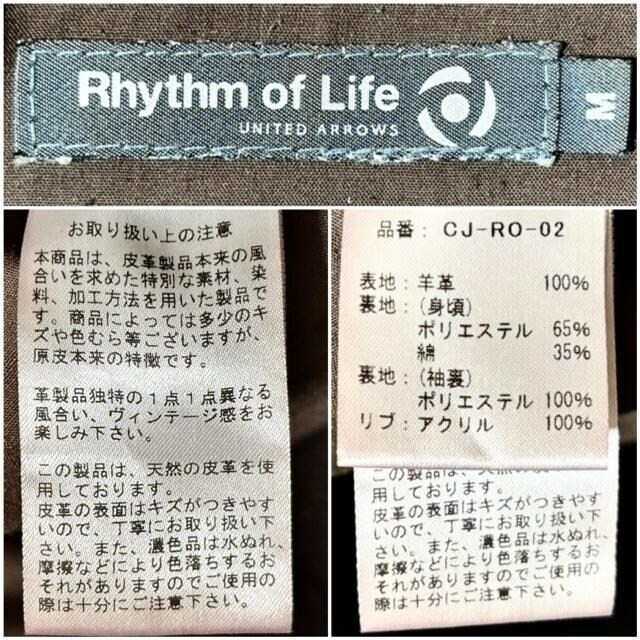 Rhythm of Life
UNITED ARROWS
M
お取り扱い上の注意
本商品は、皮革製品本来の風
合いを求めた特別な素材、染
料、加工方法を用いた製品で
す。商品によっては多少のキ
ズや色むら等ございますが、
原皮本来の特徴です。
革製品独特の１点１点異なる
風合い、ヴィンテージ感をお
楽しみ下さい。
この製品は、天然の皮革を使
用しております。
皮革の表面はキズがつきやす
いので、丁寧にお取り扱い下
さい。また、濃色品は水ぬれ、
摩擦などにより色落ちするお
それがありますのでご使用の
際は十分にご注意下さい。
品番：CJ-RO-02
表地：羊革 100%
裏地：(身頃)
ポリエステル 65%
綿 35%
裏地：(袖裏)
ポリエステル 100%
リブ：アクリル 100%
この製品は、天然の皮革を使
用しております。
皮革の表面はキズがつきやす
いので、丁寧にお取り扱い下
さい。また、濃色品は水ぬれ、
摩擦などにより色落ちするお
それがありますのでご使用の
際は十分にご注意下さい。